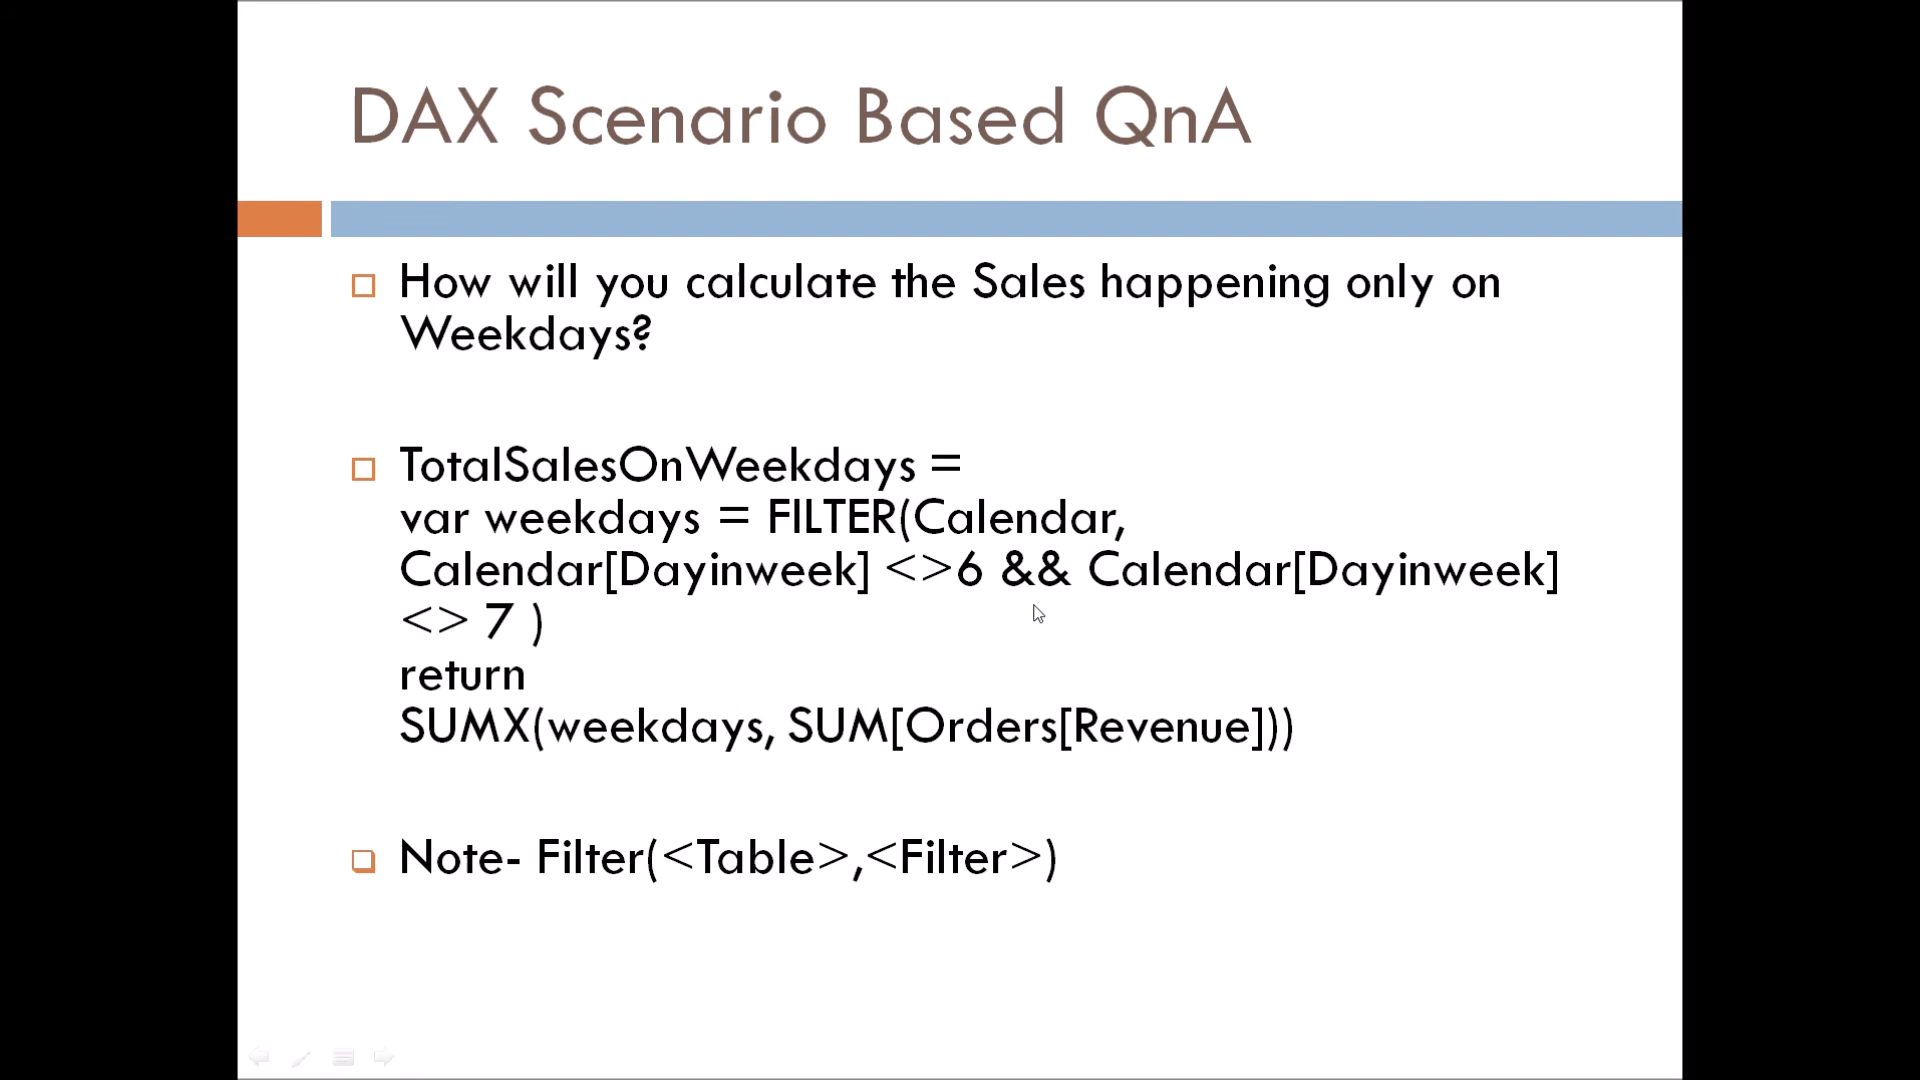 DAX Scenario Based QnA
How will you calculate the Sales happening only on
Weekdays?
TotalSalesOnWeekdays =
var weekdays = FILTER(Calendar,
Calendar[Dayinweek] <>6 && Calendar[Dayinweek]
<> 7 )
return
SUMX(weekdays, SUM[Orders[Revenue]))
Note- Filter(<Table>,<Filter>)